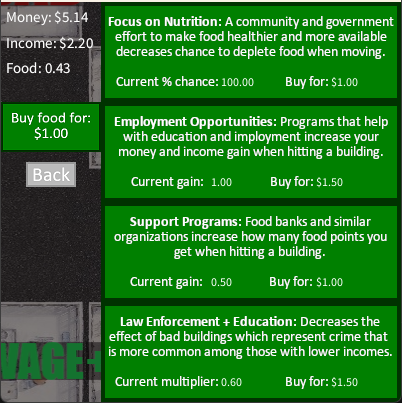 Money: $5.14
Income: $2.20
Food: 0.43
Buy food for:
$1.00
Back
Focus on Nutrition: A community and government
effort to make food healthier and more available
decreases chance to deplete food when moving.
Current % chance: 100.00 Buy for: $1.00
Employment Opportunities: Programs that help
with education and imployment increase your
money and income gain when hitting a building.
Current gain: 1.00 Buy for: $1.50
Support Programs: Food banks and similar
organizations increase how many food points you
get when hitting a building.
Current gain: 0.50 Buy for: $1.00
Law Enforcement + Education: Decreases the
effect of bad buildings which represent crime that
is more common among those with lower incomes.
Current multiplier: 0.60 Buy for: $1.50